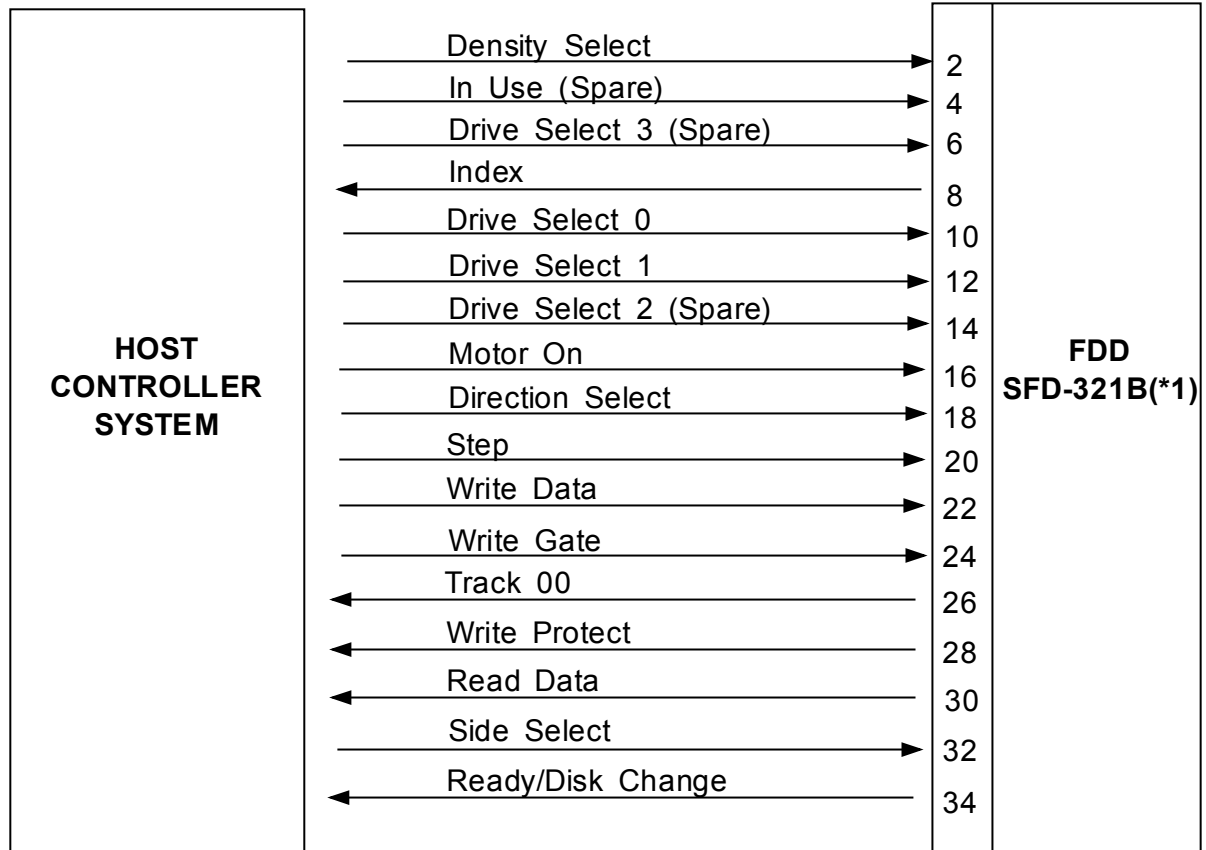 Density Select 2
In Use (Spare) 4
Drive Select 3 (Spare) 6
Index 8
Drive Select 0 10
Drive Select 1 12
Drive Select 2 (Spare) 14
Motor On 16
Direction Select 18
Step 20
Write Data 22
Write Gate 24
Track 00 26
Write Protect 28
Read Data 30
Side Select 32
Ready/Disk Change 34
HOST
CONTROLLER
SYSTEM
FDD
SFD-321B(*1)